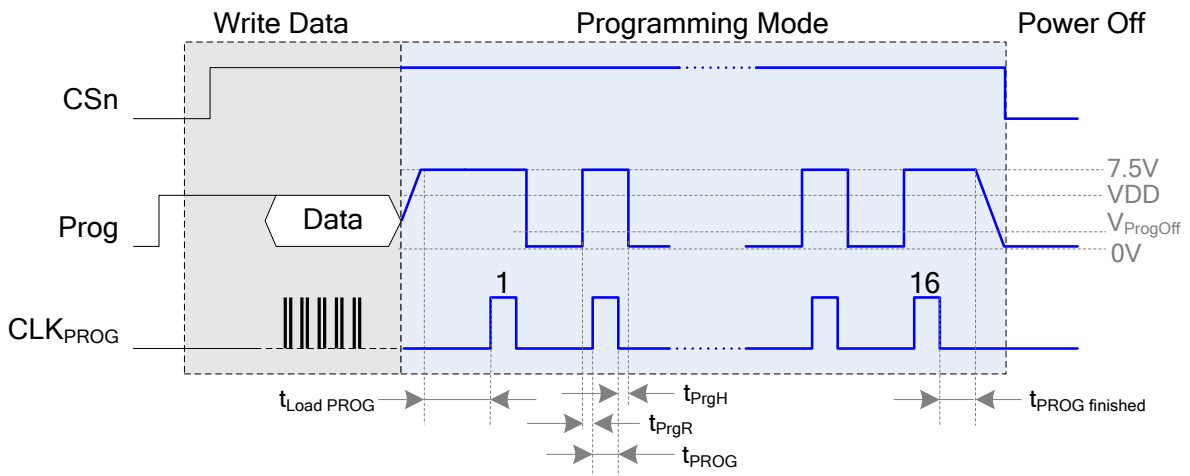 Write Data Programming Mode Power Off
CSn
7.5V
VDD
Prog Data
VProgOff
0V
1 16
CLKPROG
tLoad PROG tPrgH tPROG finished
tPrgR
tPROG